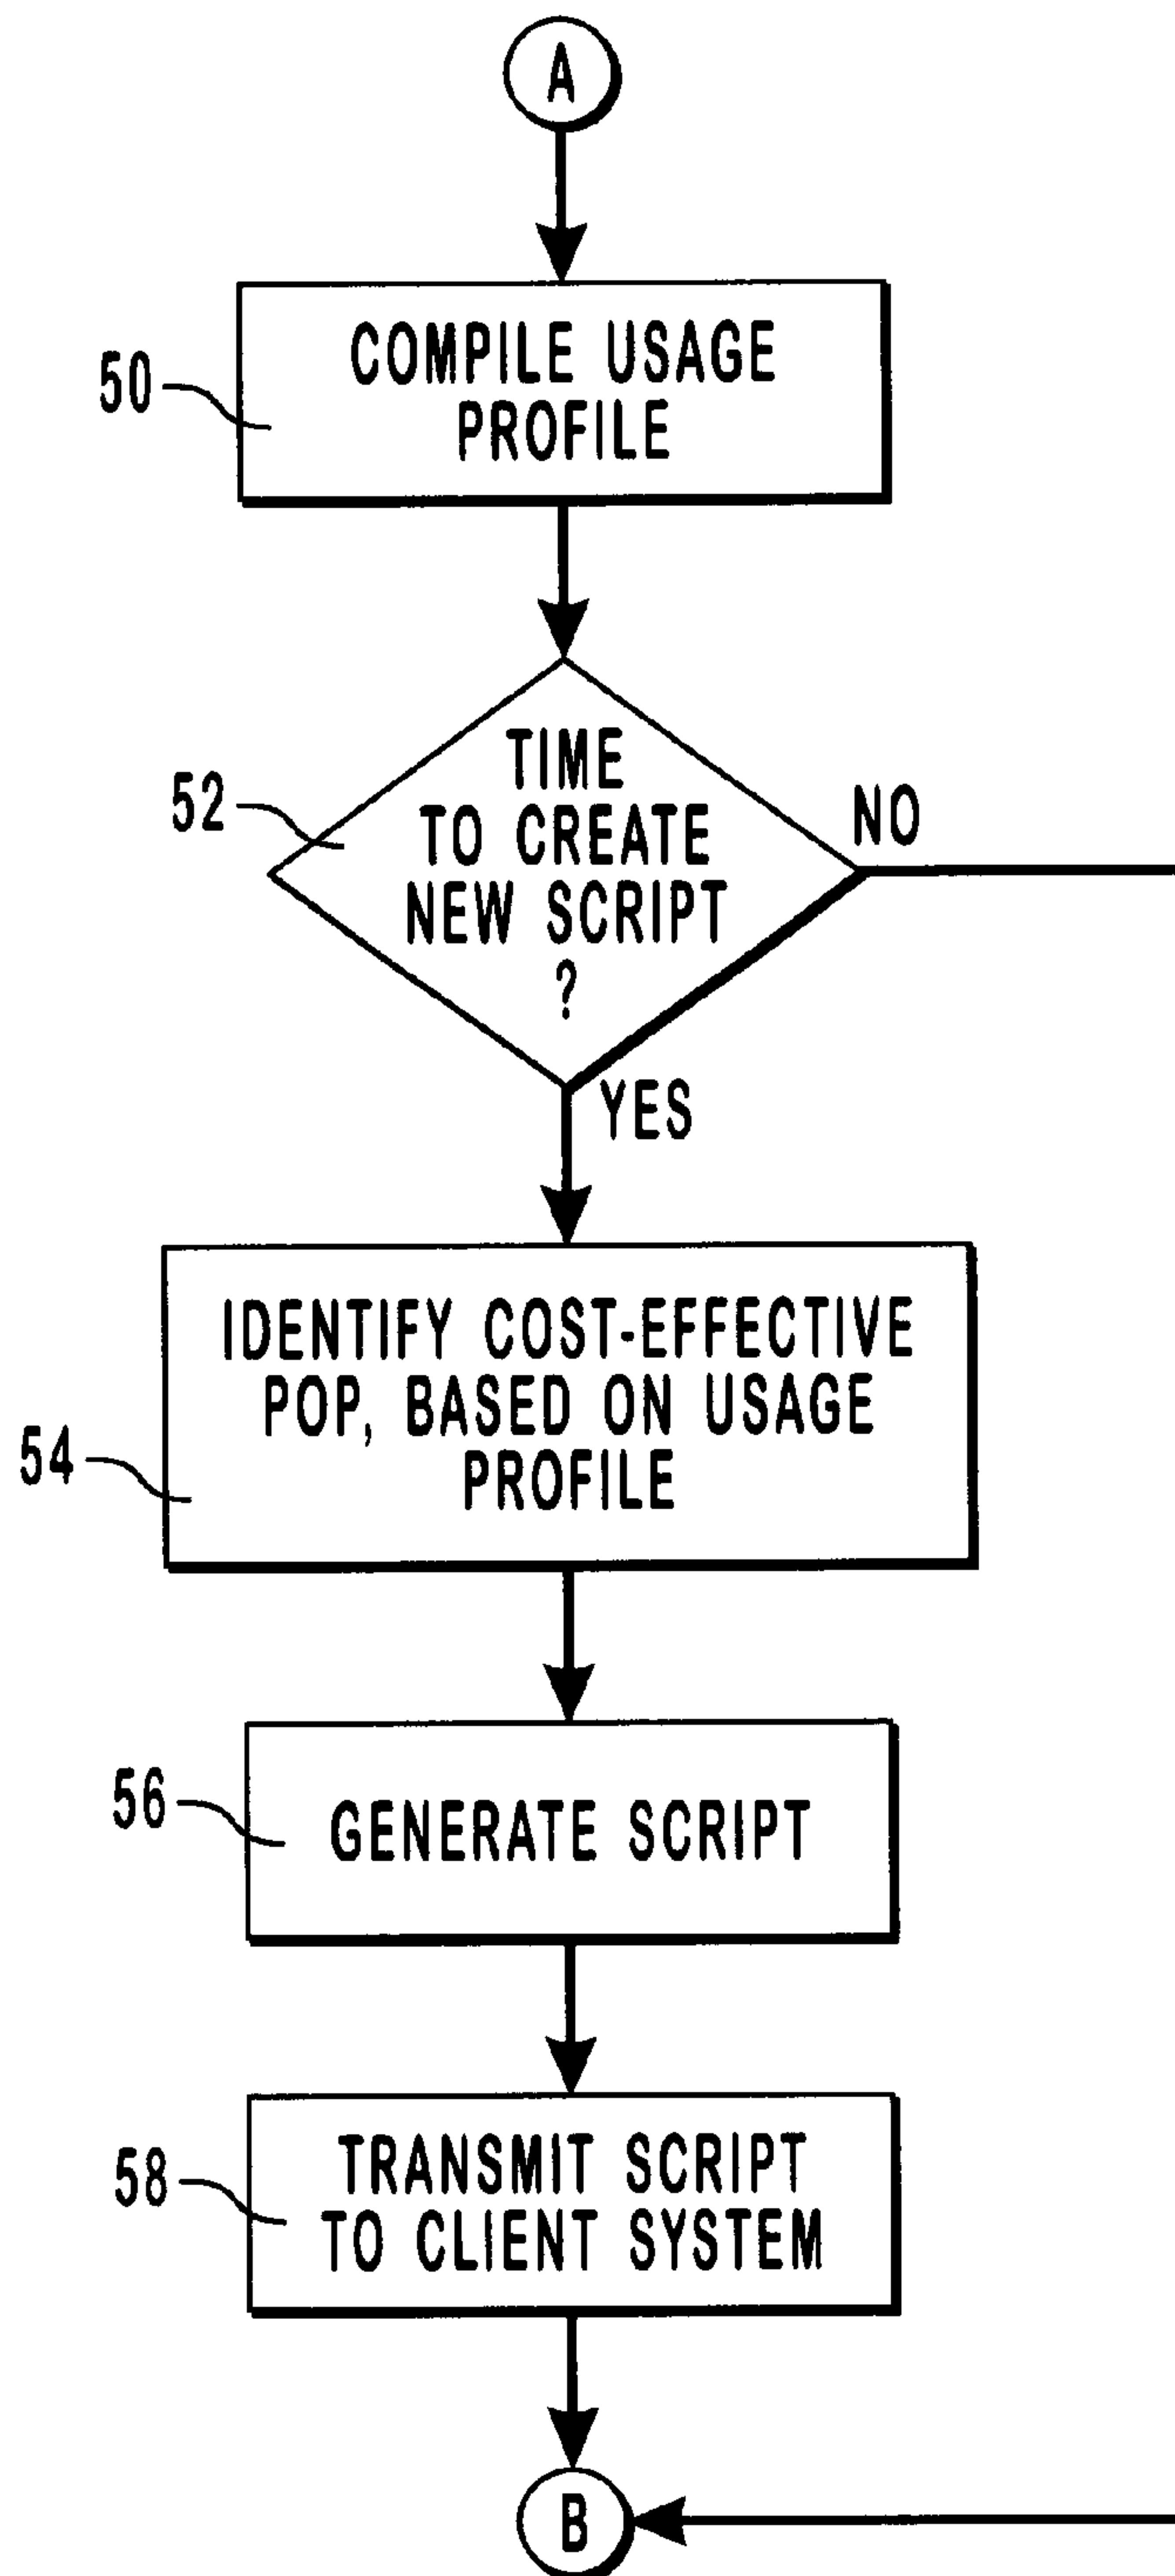 A
COMPILE USAGE
PROFILE
50
TIME
TO CREATE
NEW SCRIPT
?
52
NO
YES
IDENTIFY COST-EFFECTIVE
POP, BASED ON USAGE
PROFILE
54
GENERATE SCRIPT
56
TRANSMIT SCRIPT
TO CLIENT SYSTEM
58
B